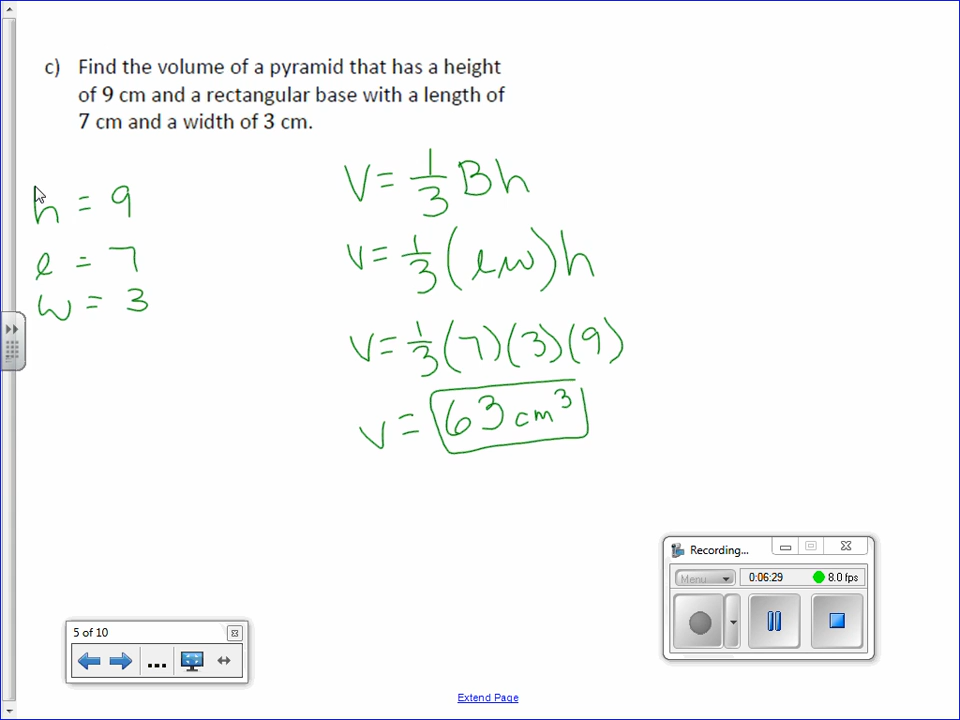 c) Find the volume of a pyramid that has a height
of 9 cm and a rectangular base with a length of
7 cm and a width of 3 cm.
h = 9
l = 7
w = 3
V = 1/3 Bh
V = 1/3 (lw)h
V = 1/3 (7)(3)(9)
V = 63 cm³
Recording...
Menu
0:06:29
8.0 fps
5 of 10
...
Extend Page